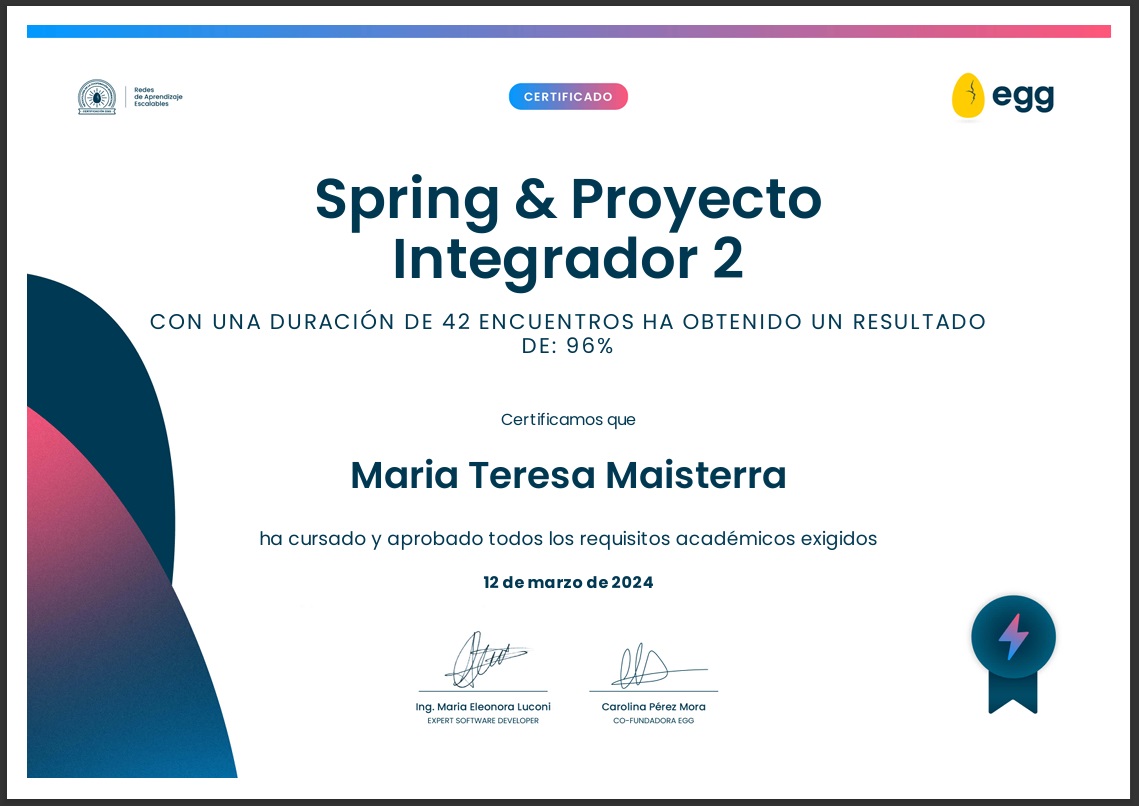 Redes
de Aprendizaje
Escalables
CERTIFICADO
egg
Spring & Proyecto
Integrador 2
CON UNA DURACIÓN DE 42 ENCUENTROS HA OBTENIDO UN RESULTADO
DE: 96%
Certificamos que
Maria Teresa Maisterra
ha cursado y aprobado todos los requisitos académicos exigidos
12 de marzo de 2024
Ing. Maria Eleonora Luconi
EXPERT SOFTWARE DEVELOPER
Carolina Pérez Mora
CO-FUNDADORA EGG